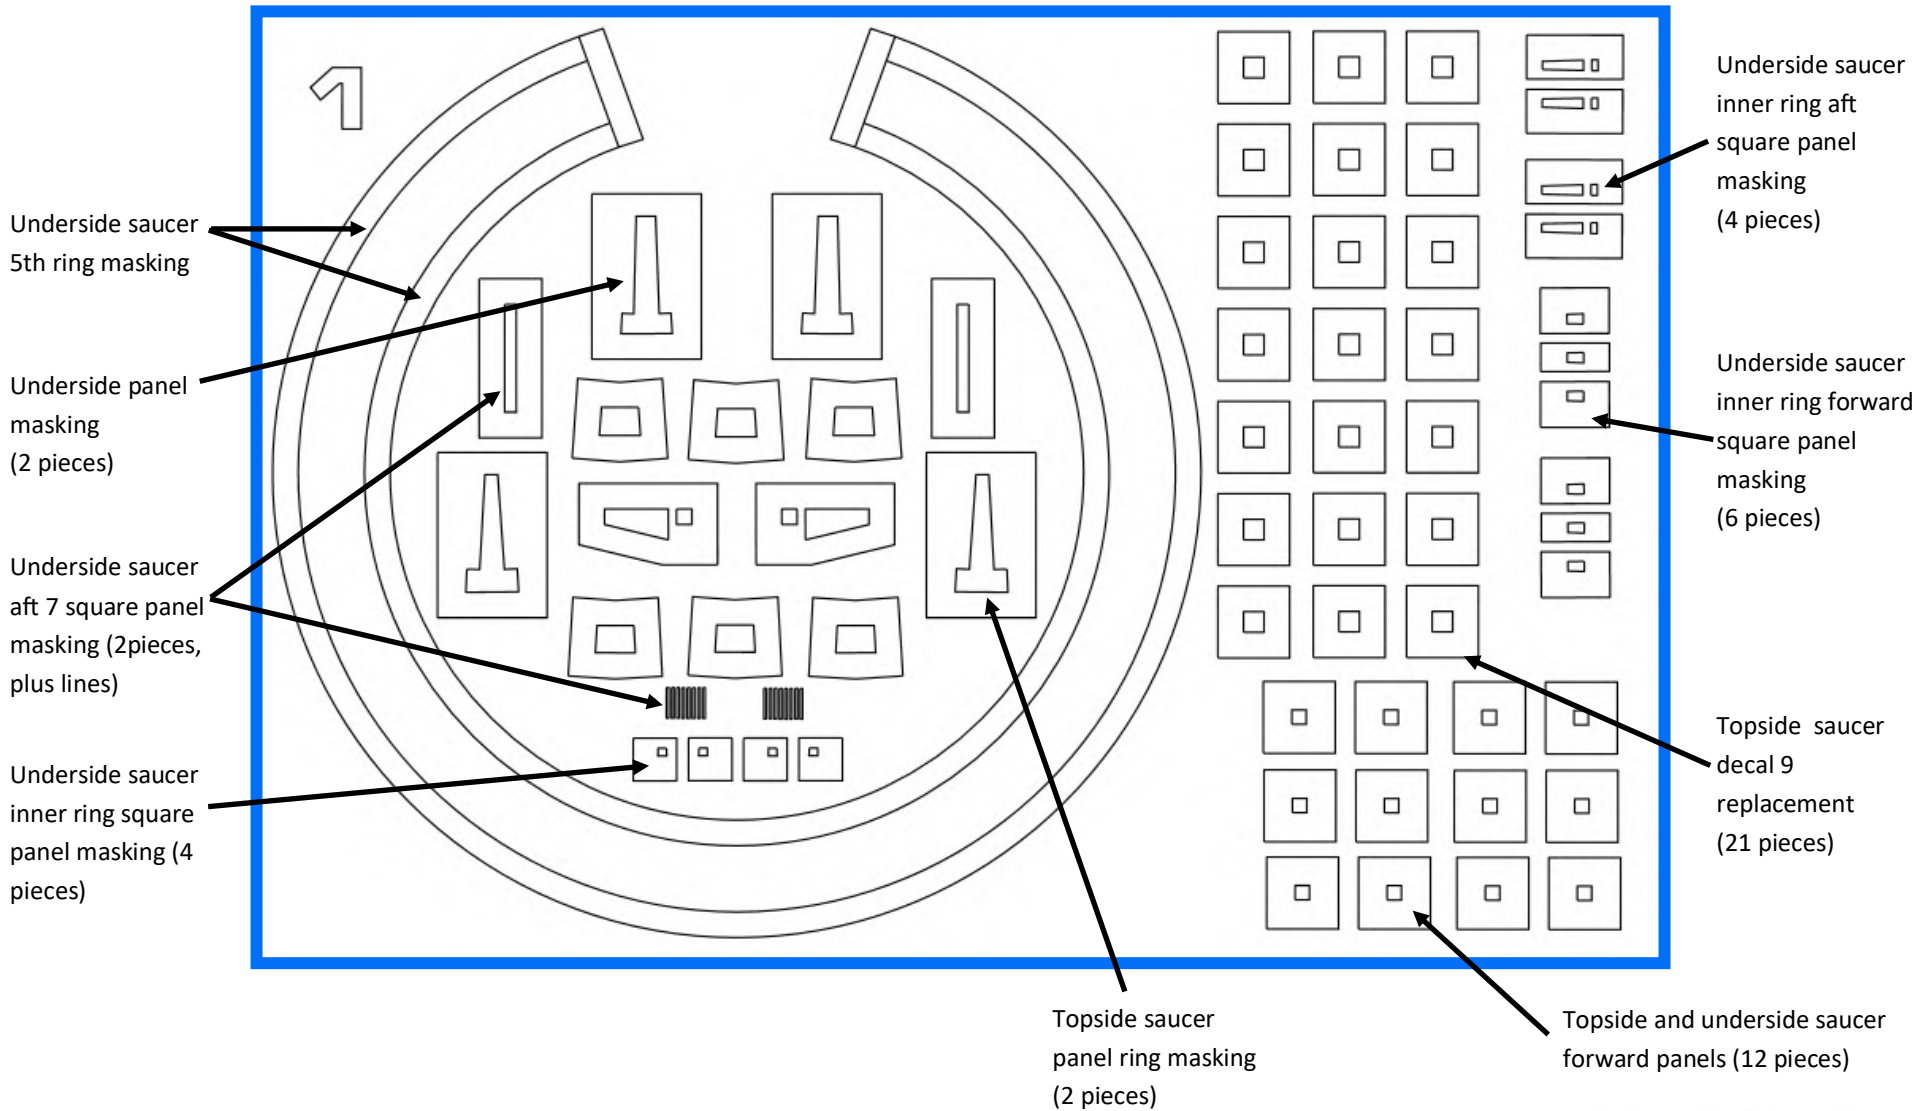 1
Underside saucer
5th ring masking
Underside panel
masking
(2 pieces)
Underside saucer
aft 7 square panel
masking (2pieces,
plus lines)
Underside saucer
inner ring square
panel masking (4
pieces)
Underside saucer
inner ring aft
square panel
masking
(4 pieces)
Underside saucer
inner ring forward
square panel
masking
(6 pieces)
Topside saucer
decal 9
replacement
(21 pieces)
Topside saucer
panel ring masking
(2 pieces)
Topside and underside saucer
forward panels (12 pieces)